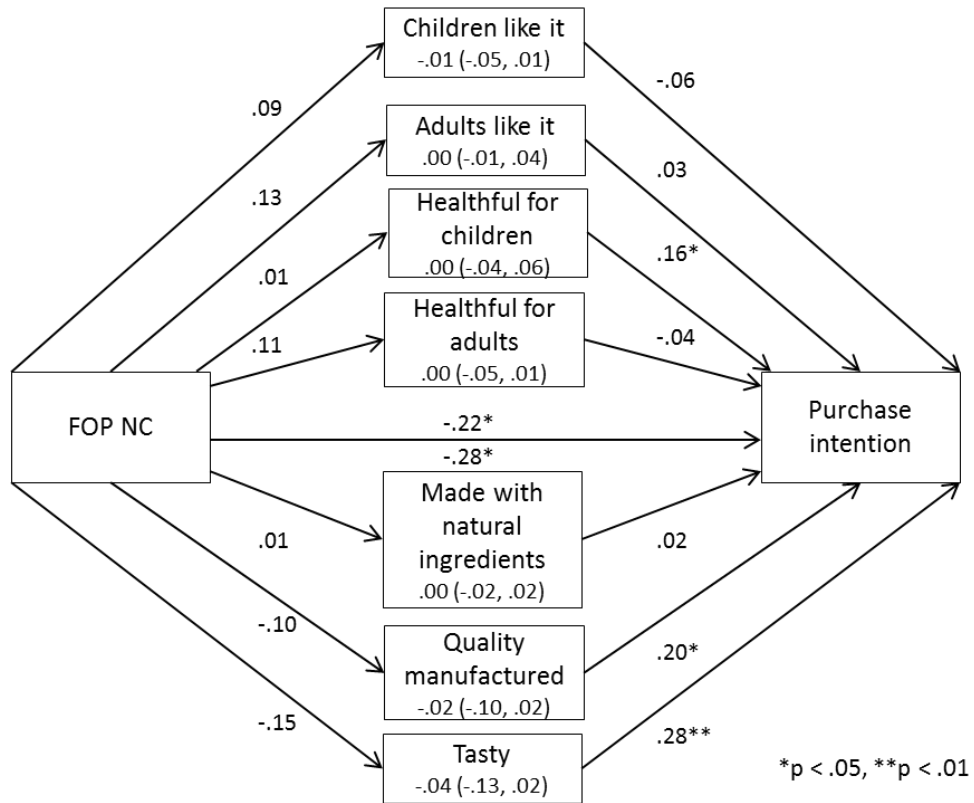 Children like it
-.01 (-.05, .01)
-.06
.09
Adults like it
.00 (-.01, .04)
.03
.13
Healthful for
children
.00 (-.04, .06)
.16*
.01
Healthful for
adults
.00 (-.05, .01)
-.04
.11
FOP NC
-.22*
-.28*
Purchase
intention
Made with
natural
ingredients
.00 (-.02, .02)
.01
.02
Quality
manufactured
-.02 (-.10, .02)
-.10
.20*
Tasty
-.04 (-.13, .02)
-.15
.28**
*p < .05, **p < .01